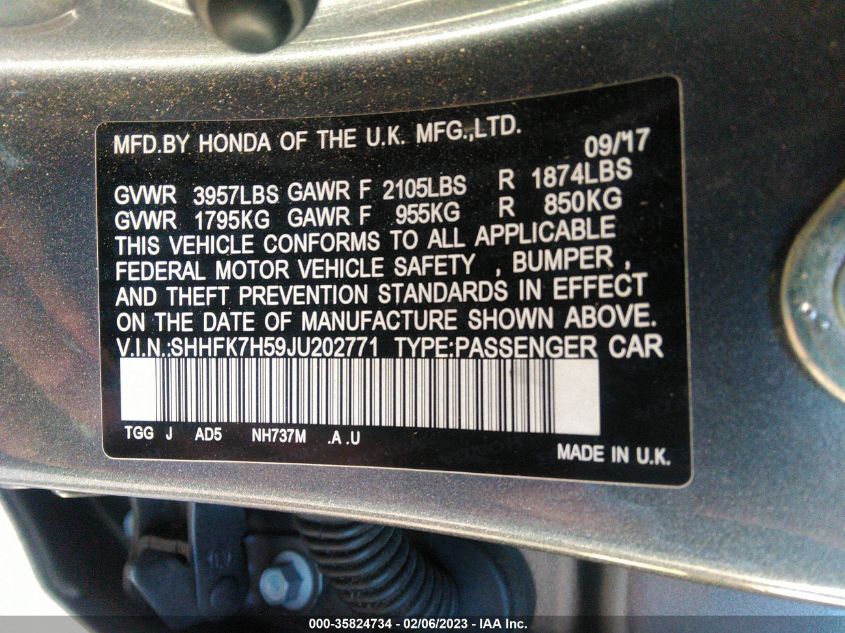 MFD.BY HONDA OF THE U.K. MFG.,LTD. 09/'17
GVWR 3957LBS GAWR F 2105LBS R 1874LBS
GVWR 1795KG GAWR F 955KG R 850KG
THIS VEHICLE CONFORMS TO ALL APPLICABLE
FEDERAL MOTOR VEHICLE SAFETY , BUMPER ,
AND THEFT PREVENTION STANDARDS IN EFFECT
ON THE DATE OF MANUFACTURE SHOWN ABOVE.
V.I.N.:SHHFK7H59JU202771 TYPE:PASSENGER CAR
TGG J AD5 NH737M .A .U
MADE IN U.K.
000-35824734 — 02/06/2023 — IAA Inc.